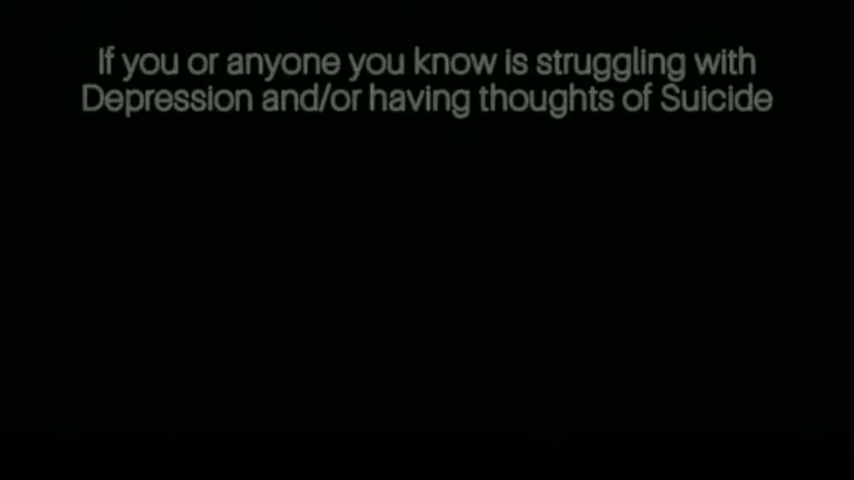 If you or anyone you know is struggling with
Depression and/or having thoughts of Suicide